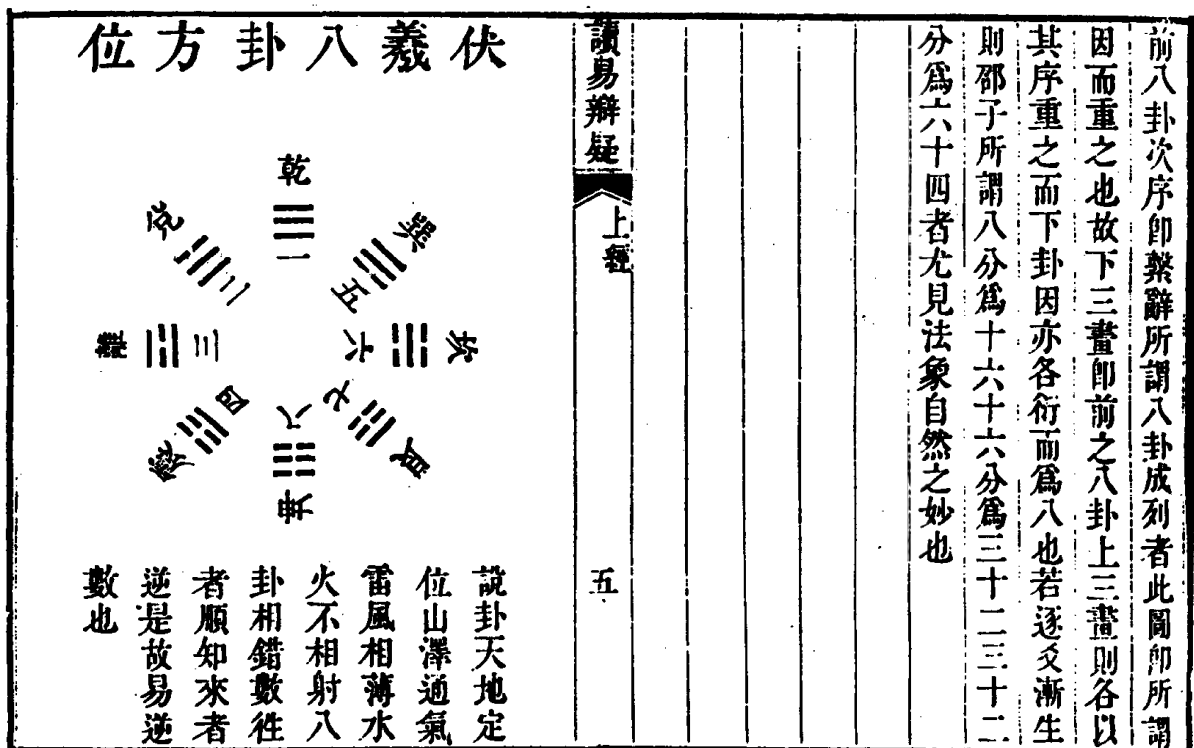 前八卦次序卽繫辭所謂八卦成列者此圖卽所謂
因而重之也故下三畫卽前之八卦上三畫則各以
其序重之而下卦因亦各衍而爲八也若逐爻漸生
則邵子所謂八分爲十六十六分爲三十二三十二
分爲六十四者尤見法象自然之妙也
讀易辯疑
上經
五
伏羲八卦方位
乾一
兌二
離三
震四
巽五
坎六
艮七
坤八
說卦天地定
位山澤通氣
雷風相薄水
火不相射八
卦相錯數徃
者順知來者
逆是故易逆
數也